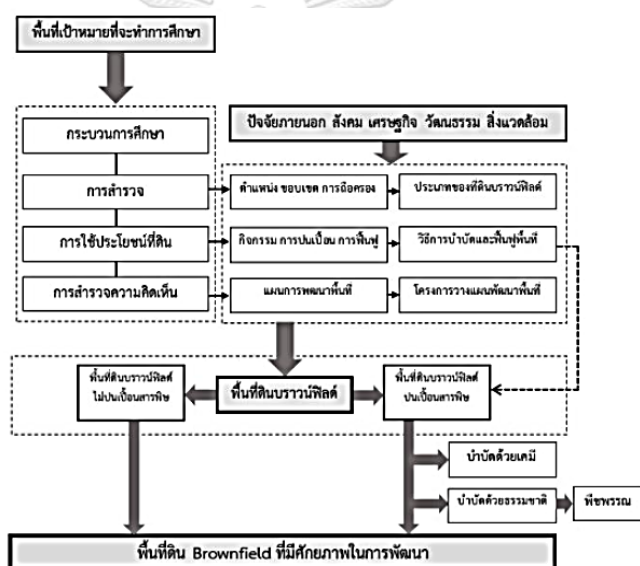 พื้นที่เป้าหมายที่จะทำการศึกษา
ปัจจัยภายนอก สังคม เศรษฐกิจ วัฒนธรรม สิ่งแวดล้อม
กระบวนการศึกษา
การสำรวจ
ตำแหน่ง ขอบเขต การถือครอง
ประเภทของที่ดินบราวน์ฟิลด์
การใช้ประโยชน์ที่ดิน
กิจกรรม การปนเปื้อน การฟื้นฟู
วิธีการบำบัดและฟื้นฟูพื้นที่
การสำรวจความคิดเห็น
แผนการพฒนาพื้นที่
โครงการวางแผนพัฒนาพื้นที่
พื้นที่ดินบราวน์ฟิลด์
ไม่ปนเปื้อนสารพิษ
พื้นที่ดินบราวน์ฟิลด์
พื้นที่ดินบราวน์ฟิลด์
ปนเปื้อนสารพิษ
บำบัดด้วยเคมี
บำบัดด้วยธรรมชาติ
พืชพรรณ
พื้นที่ดิน Brownfield ที่มีศักยภาพในการพัฒนา